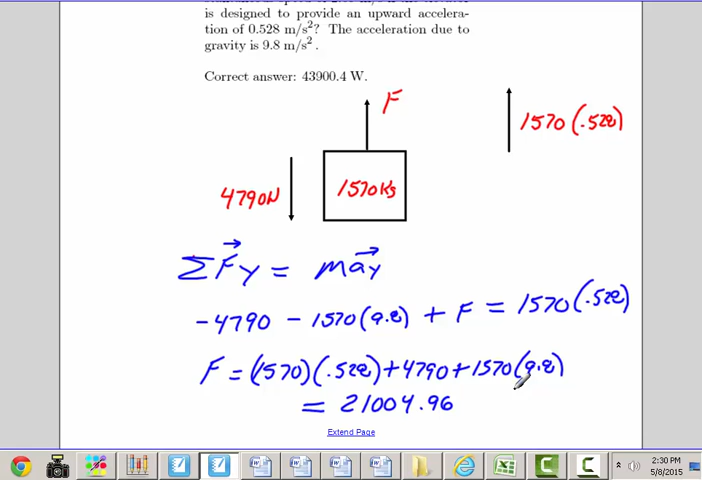 is designed to provide an upward accelera-
tion of 0.528 m/s²? The acceleration due to
gravity is 9.8 m/s² .
Correct answer: 43900.4 W.
F
1570(.528)
4790N
1570Kg
ΣF⃗y = ma⃗y
-4790 - 1570(9.8) + F = 1570(.528)
F = (1570)(.528)+4790+1570(9.8)
= 21004.96
Extend Page
2:30 PM
5/8/2015